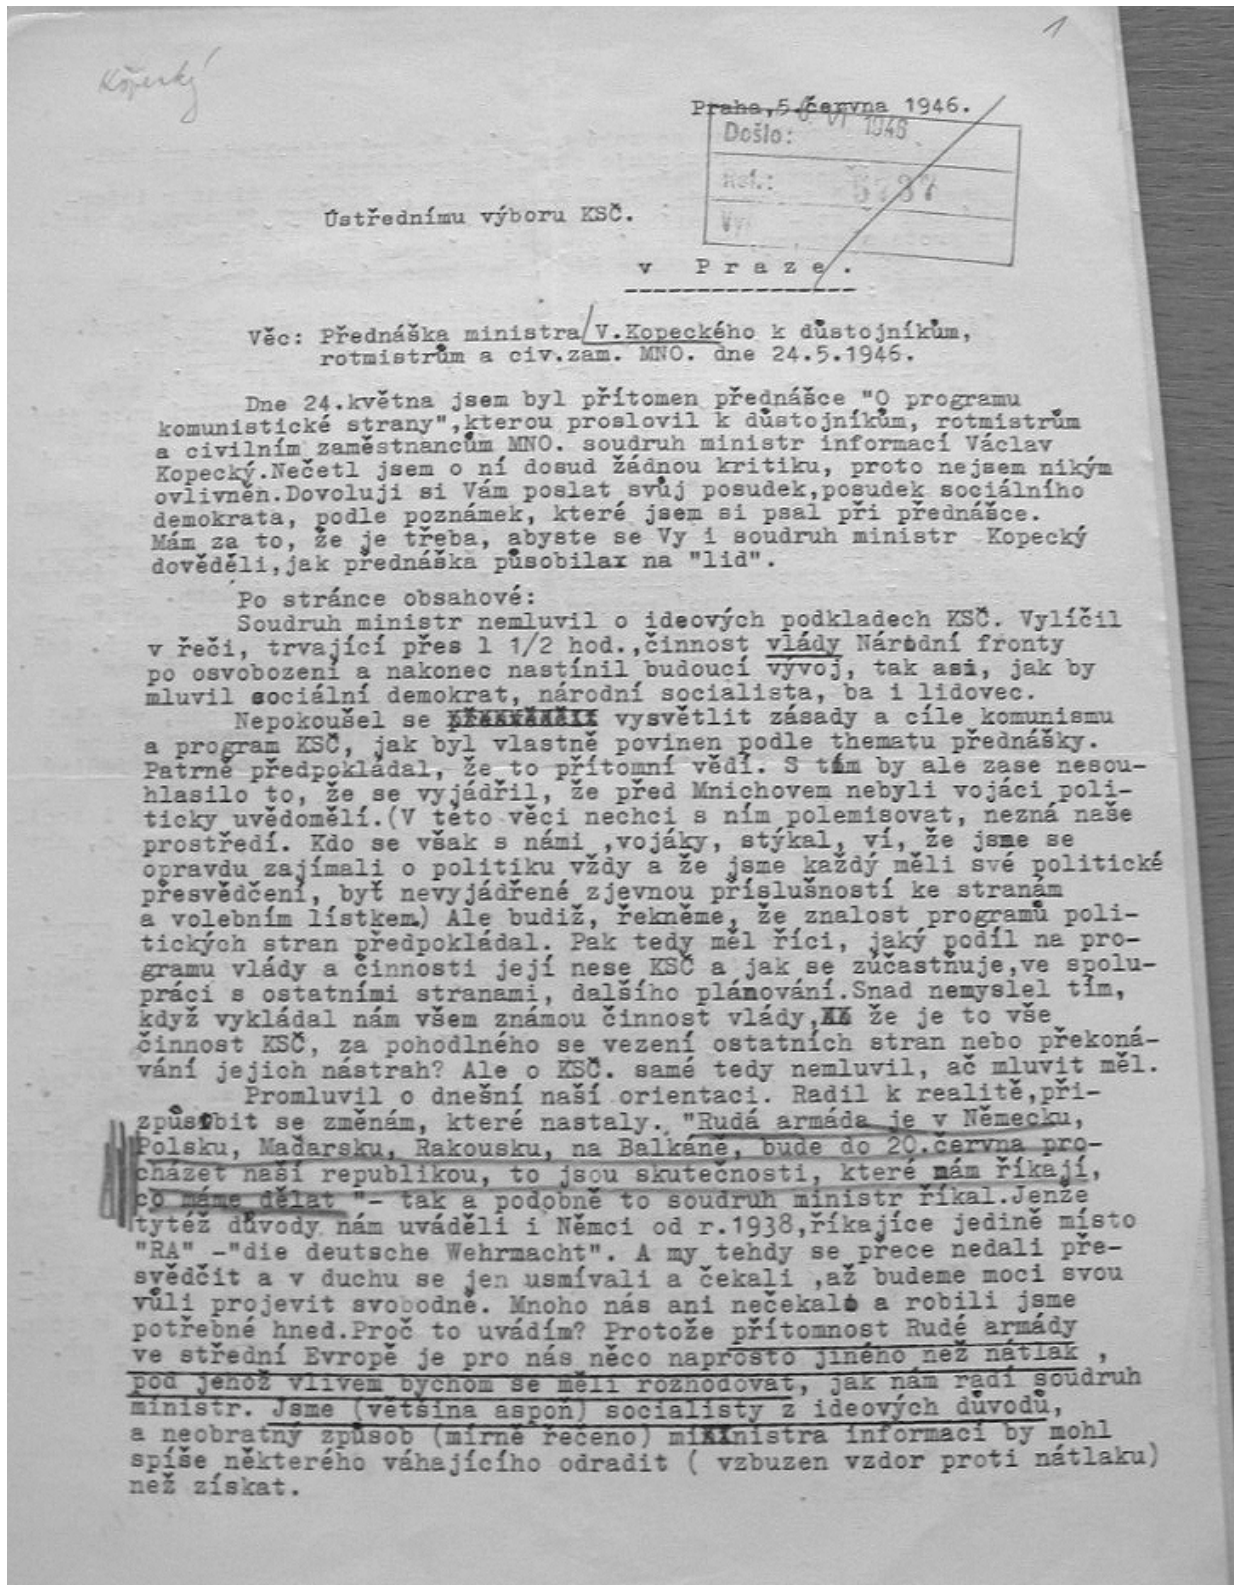 1
Kopecký
Praha,5.června 1946.
Došlo: 6 VI 1946
Ref.: 5737
Ústřednímu výboru KSČ.
v Praze.
Věc: Přednáška ministra V.Kopeckého k důstojníkům,
rotmistrům a civ.zam. MNO. dne 24.5.1946.
Dne 24.května jsem byl přítomen přednášce "O programu
komunistické strany",kterou proslovil k důstojníkům, rotmistrům
a civilním zaměstnancům MNO. soudruh ministr informací Václav
Kopecký.Nečetl jsem o ní dosud žádnou kritiku, proto nejsem nikým
ovlivněn.Dovoluji si Vám poslat svůj posudek,posudek sociálního
demokrata, podle poznámek, které jsem si psal při přednášce.
Mám za to, že je třeba, abyste se Vy i soudruh ministr Kopecký
dověděli,jak přednáška působilax na "lid".
Po stránce obsahové:
Soudruh ministr nemluvil o ideových podkladech KSČ. Vylíčil
v řeči, trvající přes l 1/2 hod.,činnost vlády Národní fronty
po osvobození a nakonec nastínil budoucí vývoj, tak asi, jak by
mluvil sociální demokrat, národní socialista, ba i lidovec.
Nepokoušel se vysvětlit zásady a cíle komunismu
a program KSČ, jak byl vlastně povinen podle thematu přednášky.
Patrně předpokládal, že to přítomní vědí. S tím by ale zase nesou-
hlasilo to, že se vyjádřil, že před Mnichovem nebyli vojáci poli-
ticky uvědomělí.(V této věci nechci s ním polemisovat, nezná naše
prostředí. Kdo se však s námi ,vojáky, stýkal, ví, že jsme se
opravdu zajímali o politiku vždy a že jsme každý měli své politické
přesvědčení, byť nevyjádřené zjevnou příslušností ke stranám
a volebním lístkem.) Ale budiž, řekněme, že znalost programů poli-
tických stran předpokládal. Pak tedy měl říci, jaký podíl na pro-
gramu vlády a činnosti její nese KSČ a jak se zúčastňuje,ve spolu-
práci s ostatními stranami, dalšího plánování.Snad nemyslel tím,
když vykládal nám všem známou činnost vlády, že je to vše
činnost KSČ, za pohodlného se vezení ostatních stran nebo překoná-
vání jejich nástrah? Ale o KSČ. samé tedy nemluvil, ač mluvit měl.
Promluvil o dnešní naší orientaci. Radil k realitě,při-
způsobit se změnám, které nastaly. "Rudá armáda je v Německu,
Polsku, Maďarsku, Rakousku, na Balkáně, bude do 20.června pro-
cházet naší republikou, to jsou skutečnosti, které nám říkají,
co máme dělat "- tak a podobně to soudruh ministr říkal.Jenže
tytéž důvody nám uváděli i Němci od r.1938,říkajíce jedině místo
"RA" -"die deutsche Wehrmacht". A my tehdy se přece nedali pře-
svědčit a v duchu se jen usmívali a čekali ,až budeme moci svou
vůli projevit svobodně. Mnoho nás ani nečekalo a robili jsme
potřebné hned.Proč to uvádím? Protože přítomnost Rudé armády
ve střední Evropě je pro nás něco naprosto jiného než nátlak ,
pod jehož vlivem bychom se měli rozhodovat, jak nám radí soudruh
ministr. Jsme (většina aspoň) socialisty z ideových důvodů,
a neobratný způsob (mírně řečeno) ministra informací by mohl
spíše některého váhajícího odradit ( vzbuzen vzdor proti nátlaku)
než získat.